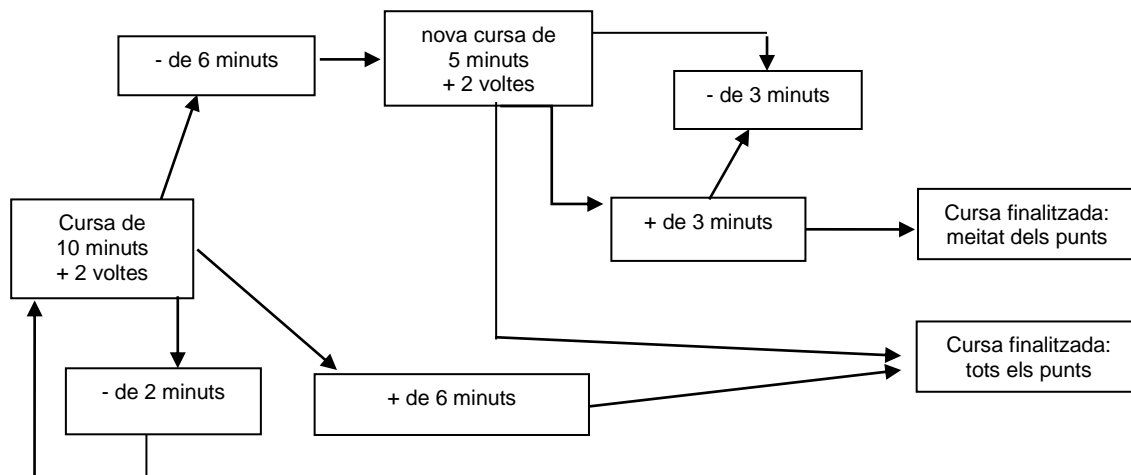 - de 6 minuts
nova cursa de
5 minuts
+ 2 voltes
- de 3 minuts
Cursa de
10 minuts
+ 2 voltes
+ de 3 minuts
Cursa finalitzada:
meitat dels punts
- de 2 minuts
+ de 6 minuts
Cursa finalitzada:
tots els punts